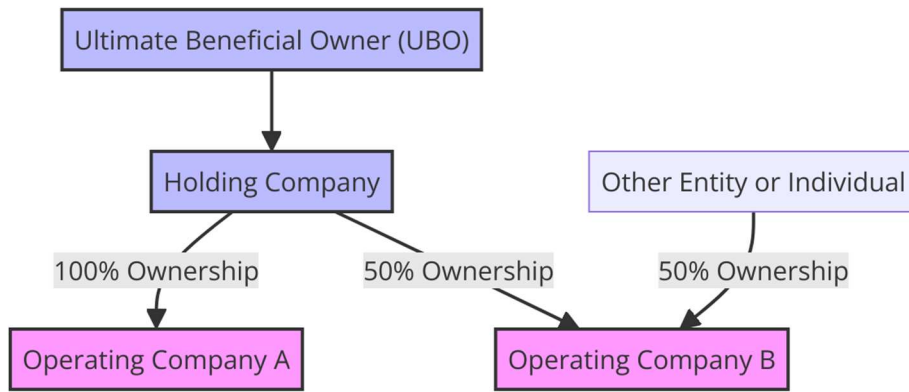 Ultimate Beneficial Owner (UBO)
Holding Company
Other Entity or Individual
100% Ownership
50% Ownership
50% Ownership
Operating Company A
Operating Company B